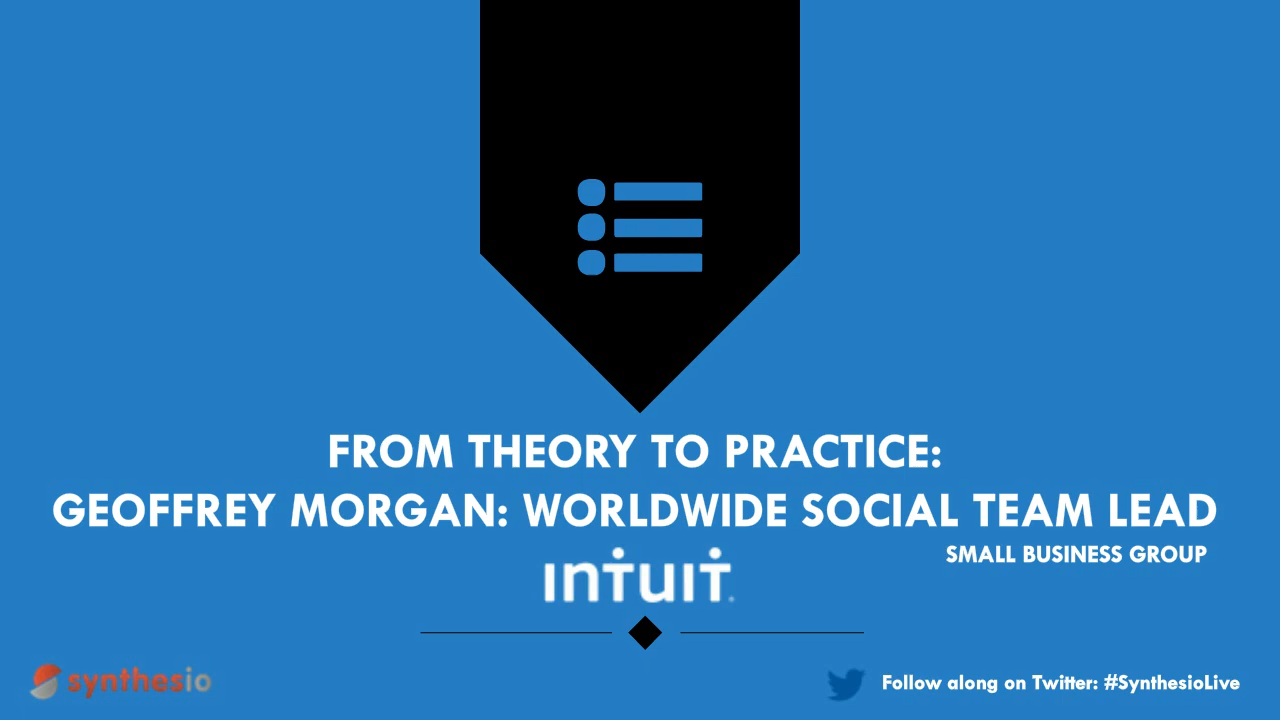 FROM THEORY TO PRACTICE:
GEOFFREY MORGAN: WORLDWIDE SOCIAL TEAM LEAD
SMALL BUSINESS GROUP
intuit.
synthesio
Follow along on Twitter: #SynthesioLive